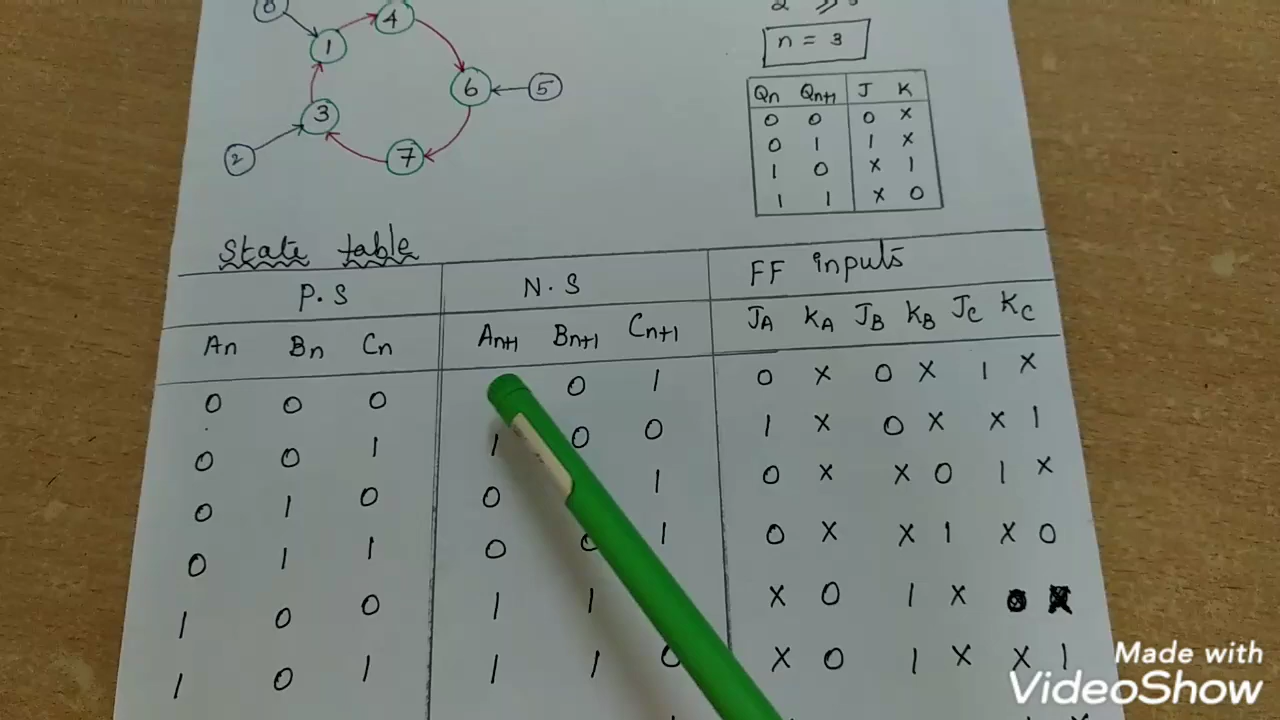 4
n = 3
1
6
5
3
2
7
Qn Qn+1 J K
0 0 0 x
0 1 1 x
1 0 x 1
1 1 x 0
State table
P.S N.S FF inputs
An Bn Cn An+1 Bn+1 Cn+1 JA KA JB KB JC KC
0 0 0 0 1 0 x 0 x 1 x
0 0 1 1 0 0 1 x 0 x x 1
0 1 0 0 1 0 x x 0 1 x
0 1 1 0 0 1 0 x x 1 x 0
1 0 0 1 1 x 0 1 x 0 x
1 0 1 1 1 0 x 0 1 x x 1
Made with
VideoShow